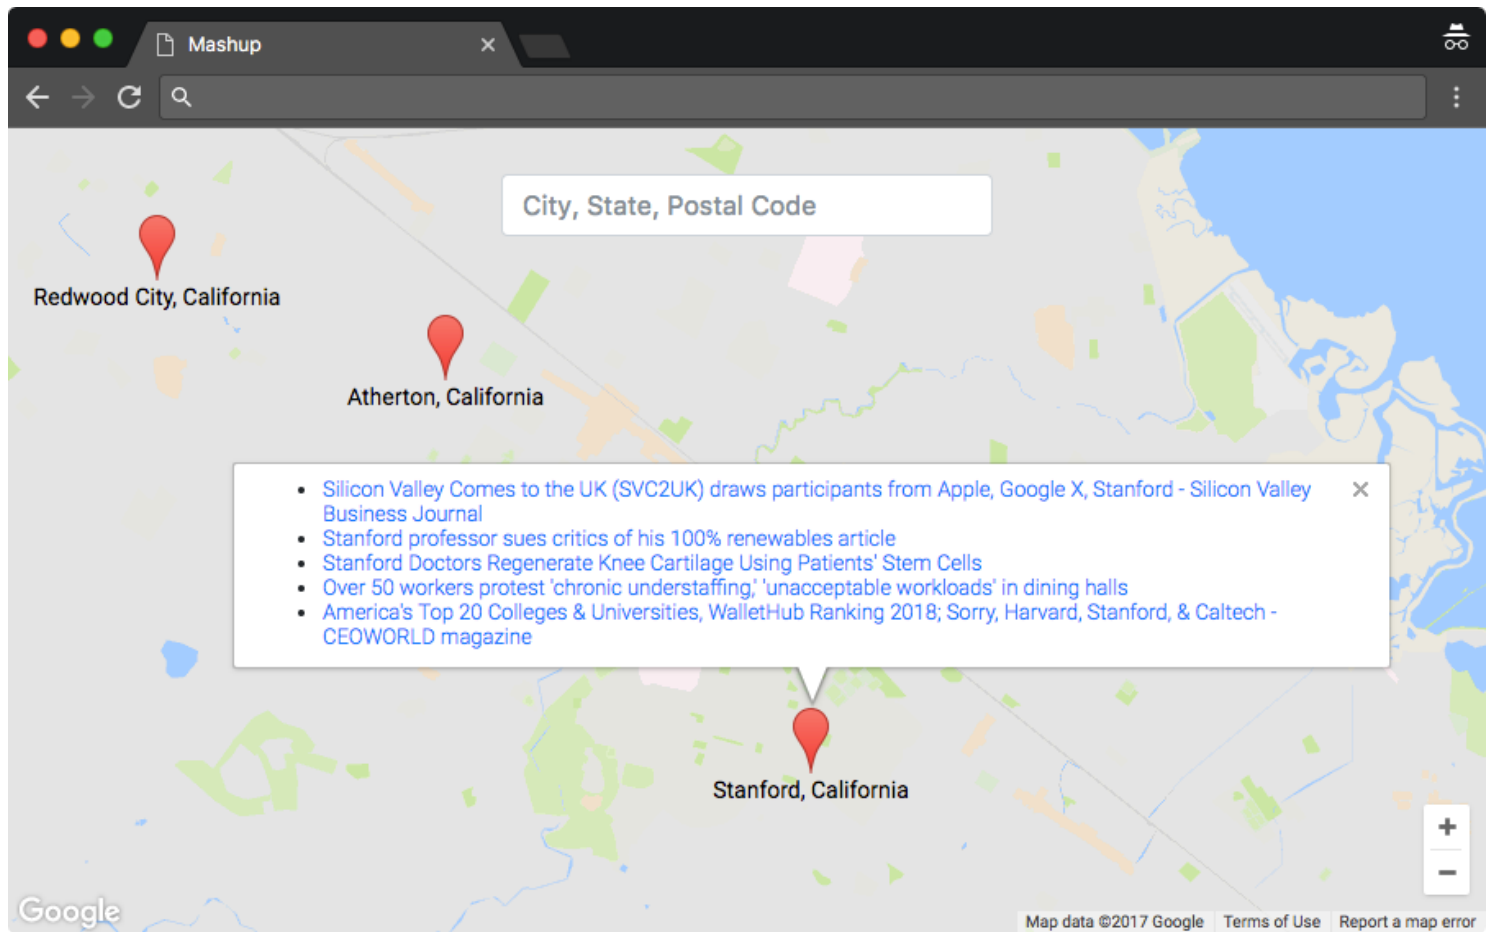 Mashup
City, State, Postal Code
Redwood City, California
Atherton, California
• Silicon Valley Comes to the UK (SVC2UK) draws participants from Apple, Google X, Stanford - Silicon Valley
Business Journal
• Stanford professor sues critics of his 100% renewables article
• Stanford Doctors Regenerate Knee Cartilage Using Patients' Stem Cells
• Over 50 workers protest 'chronic understaffing,' 'unacceptable workloads' in dining halls
• America's Top 20 Colleges & Universities, WalletHub Ranking 2018; Sorry, Harvard, Stanford, & Caltech -
CEOWORLD magazine
Stanford, California
Google
Map data ©2017 Google Terms of Use Report a map error